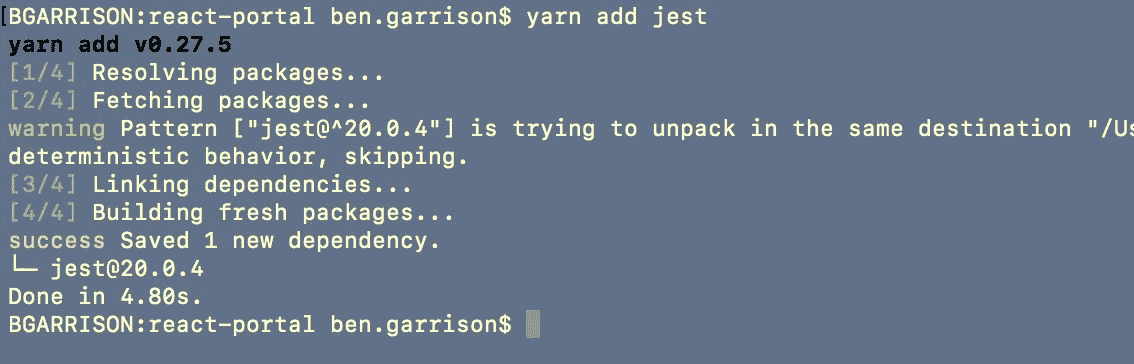 [BGARRISON:react-portal ben.garrison$ yarn add jest
yarn add v0.27.5
[1/4] Resolving packages...
[2/4] Fetching packages...
warning Pattern ["jest@^20.0.4"] is trying to unpack in the same destination "/Us
deterministic behavior, skipping.
[3/4] Linking dependencies...
[4/4] Building fresh packages...
success Saved 1 new dependency.
└─ jest@20.0.4
Done in 4.80s.
BGARRISON:react-portal ben.garrison$